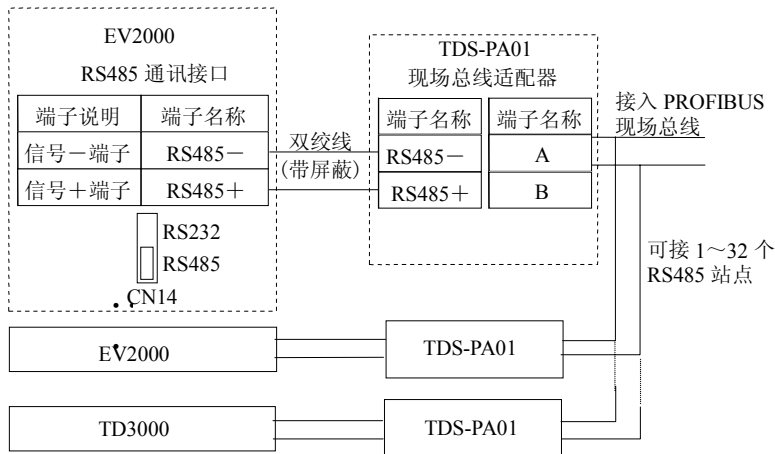 EV2000
RS485 通讯接口
端子说明 端子名称
信号－端子 RS485－
信号＋端子 RS485＋
RS232
RS485
CN14
双绞线
(带屏蔽)
TDS-PA01
现场总线适配器
端子名称 端子名称
RS485－ A
RS485＋ B
接入 PROFIBUS
现场总线
可接 1～32 个
RS485 站点
EV2000 TDS-PA01
TD3000 TDS-PA01